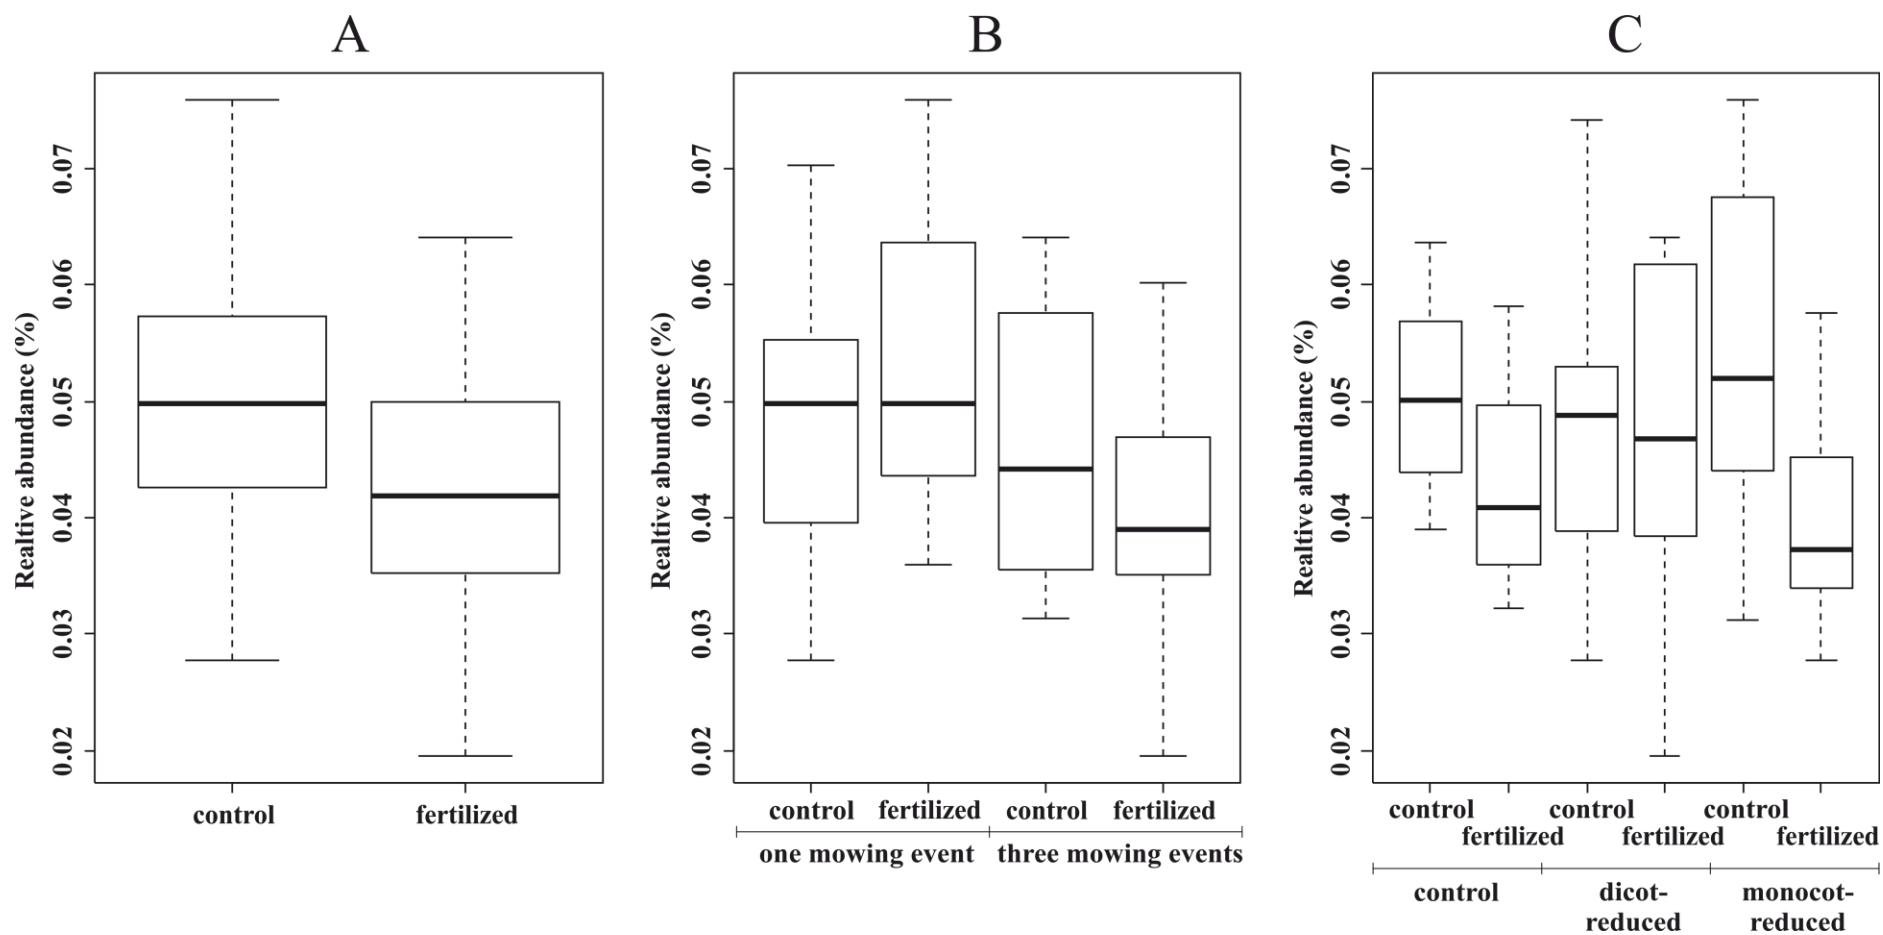 A
Realtive abundance (%)
0.07
0.06
0.05
0.04
0.03
0.02
control fertilized
B
Realtive abundance (%)
0.07
0.06
0.05
0.04
0.03
0.02
control fertilized control fertilized
one mowing event three mowing events
C
Realtive abundance (%)
0.07
0.06
0.05
0.04
0.03
0.02
control control control
fertilized fertilized fertilized
control dicot- monocot-
reduced reduced